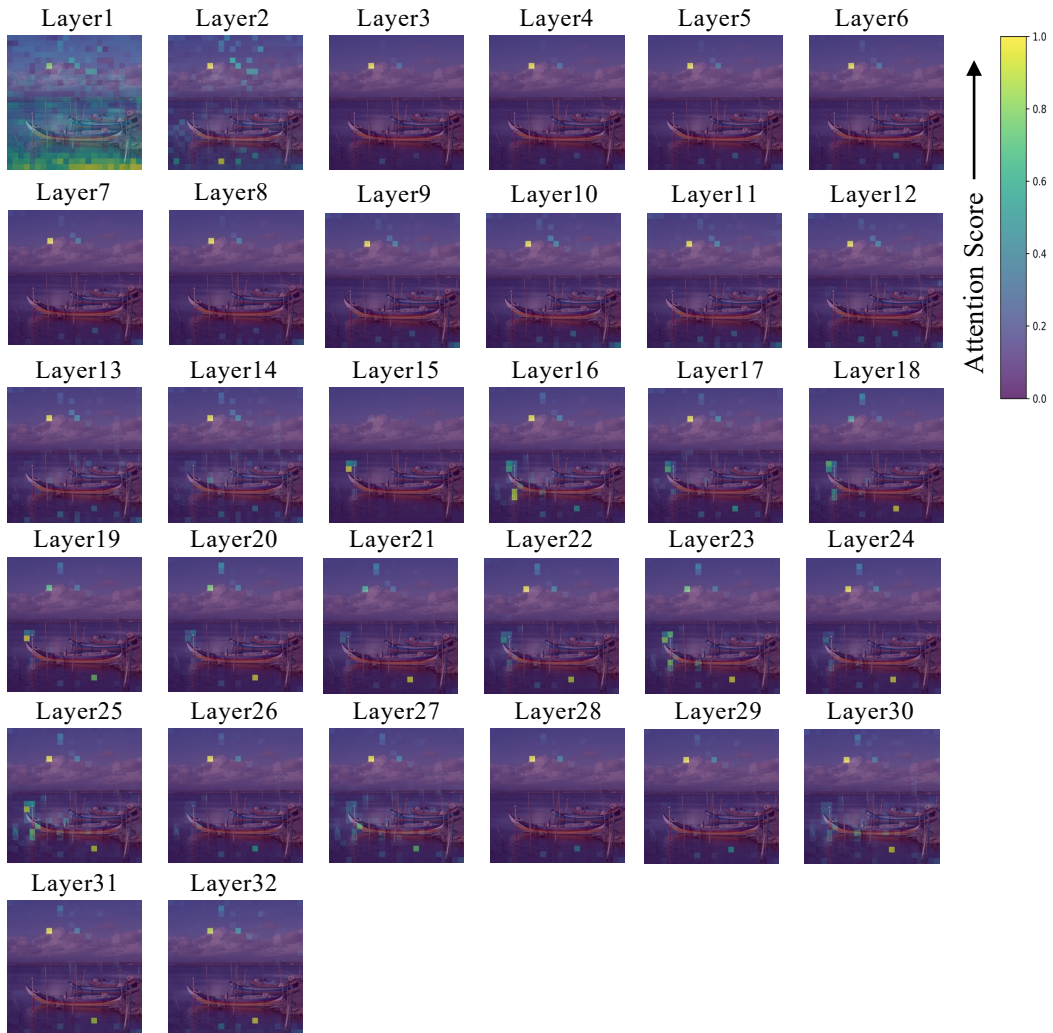 Layer1 Layer2 Layer3 Layer4 Layer5 Layer6
Layer7 Layer8 Layer9 Layer10 Layer11 Layer12
Layer13 Layer14 Layer15 Layer16 Layer17 Layer18
Layer19 Layer20 Layer21 Layer22 Layer23 Layer24
Layer25 Layer26 Layer27 Layer28 Layer29 Layer30
Layer31 Layer32
Attention Score
1.0
0.8
0.6
0.4
0.2
0.0